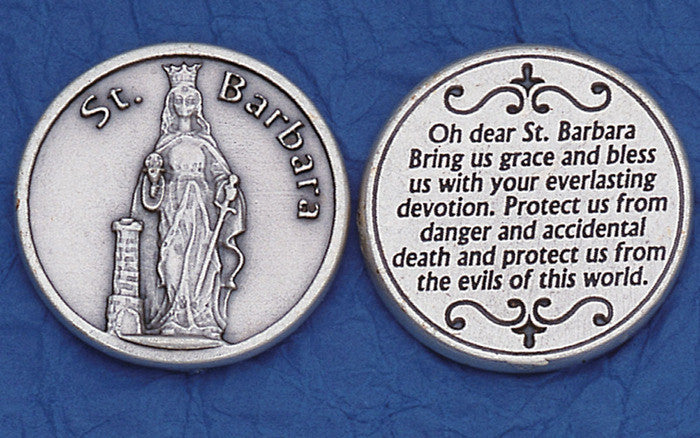 St. Barbara
Oh dear St. Barbara
Bring us grace and bless
us with your everlasting
devotion. Protect us from
danger and accidental
death and protect us from
the evils of this world.